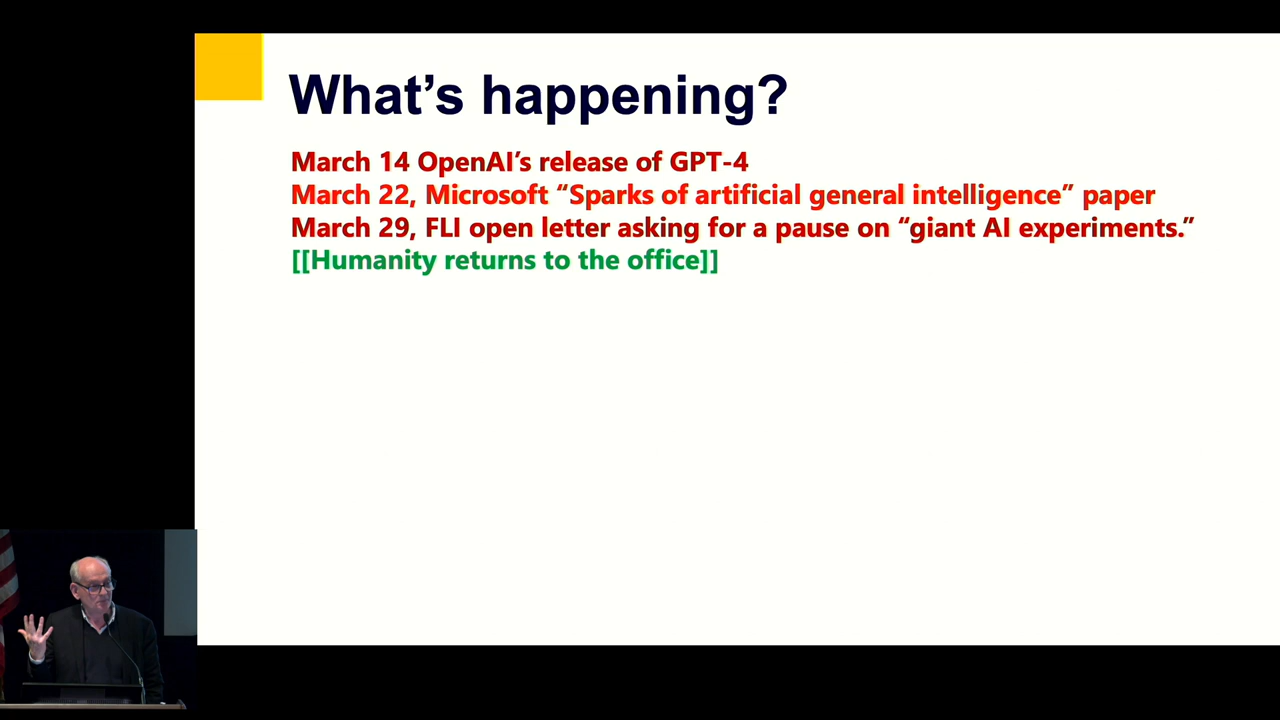 What’s happening?
March 14 OpenAI’s release of GPT-4
March 22, Microsoft “Sparks of artificial general intelligence” paper
March 29, FLI open letter asking for a pause on “giant AI experiments.”
[[Humanity returns to the office]]